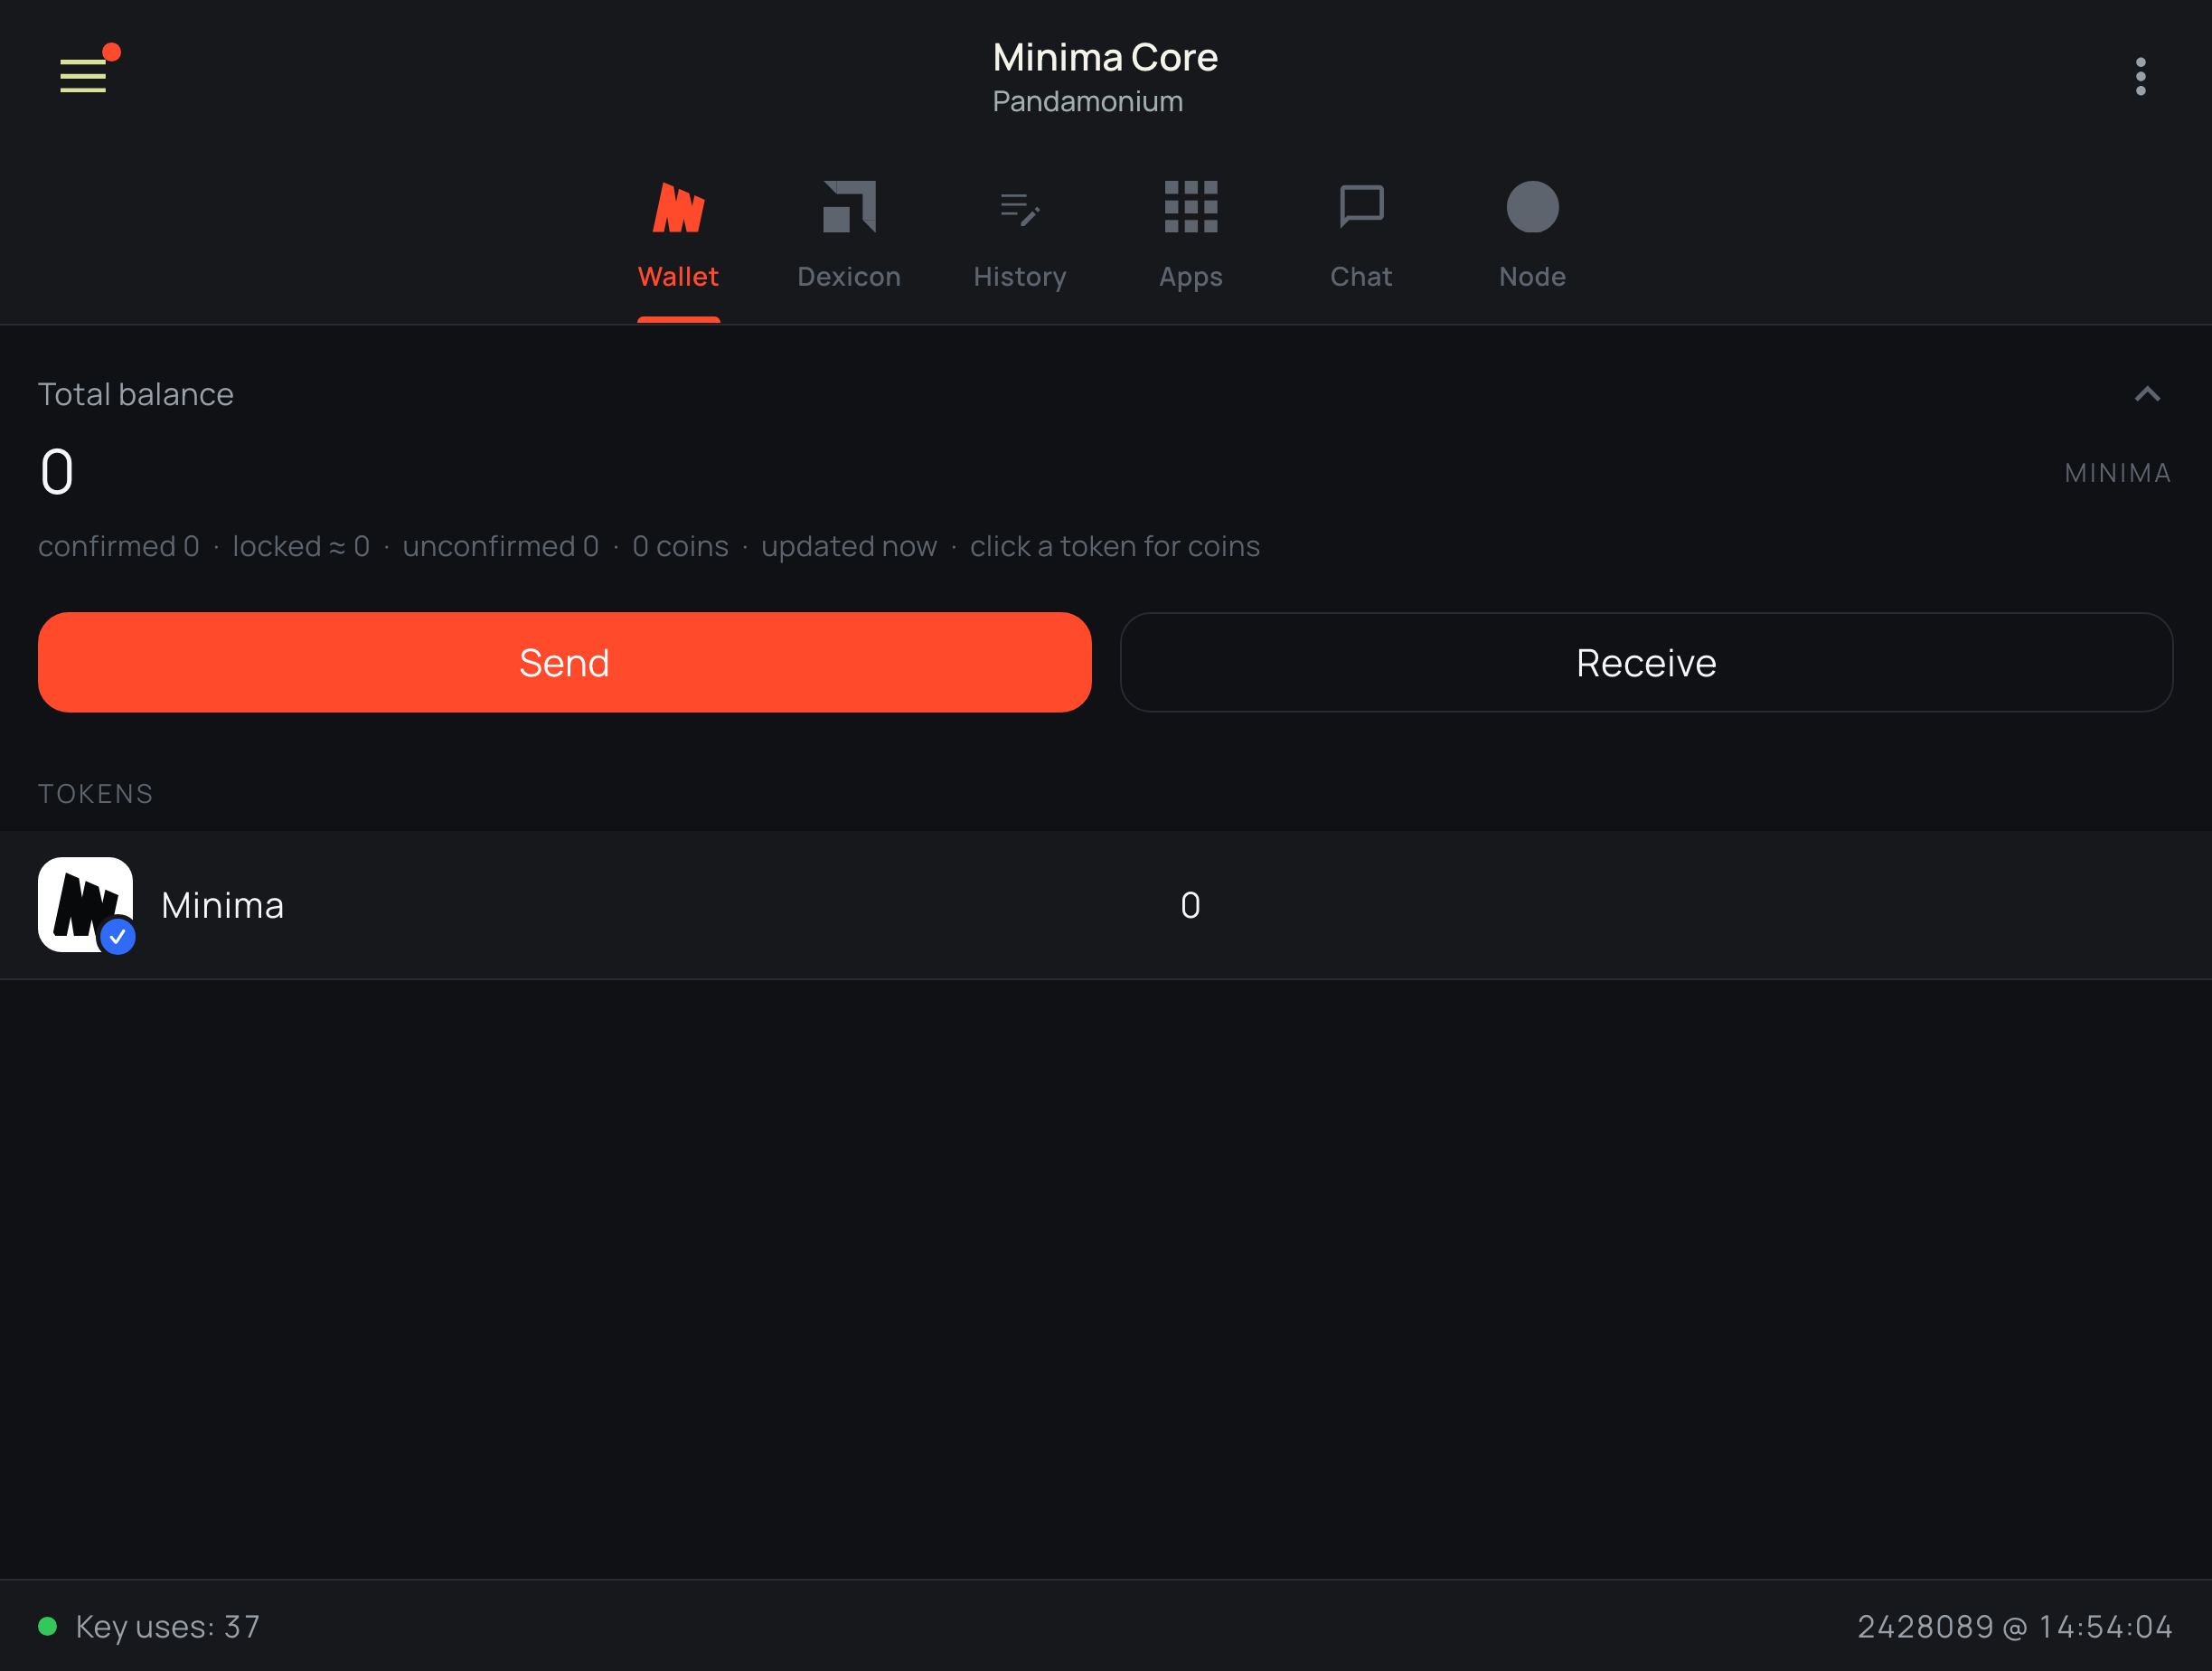 Minima Core
Pandamonium
Wallet
Dexicon
History
Apps
Chat
Node
Total balance
0
MINIMA
confirmed 0 · locked ≈ 0 · unconfirmed 0 · 0 coins · updated now · click a token for coins
Send
Receive
TOKENS
Minima
0
Key uses: 37
2428089 @ 14:54:04